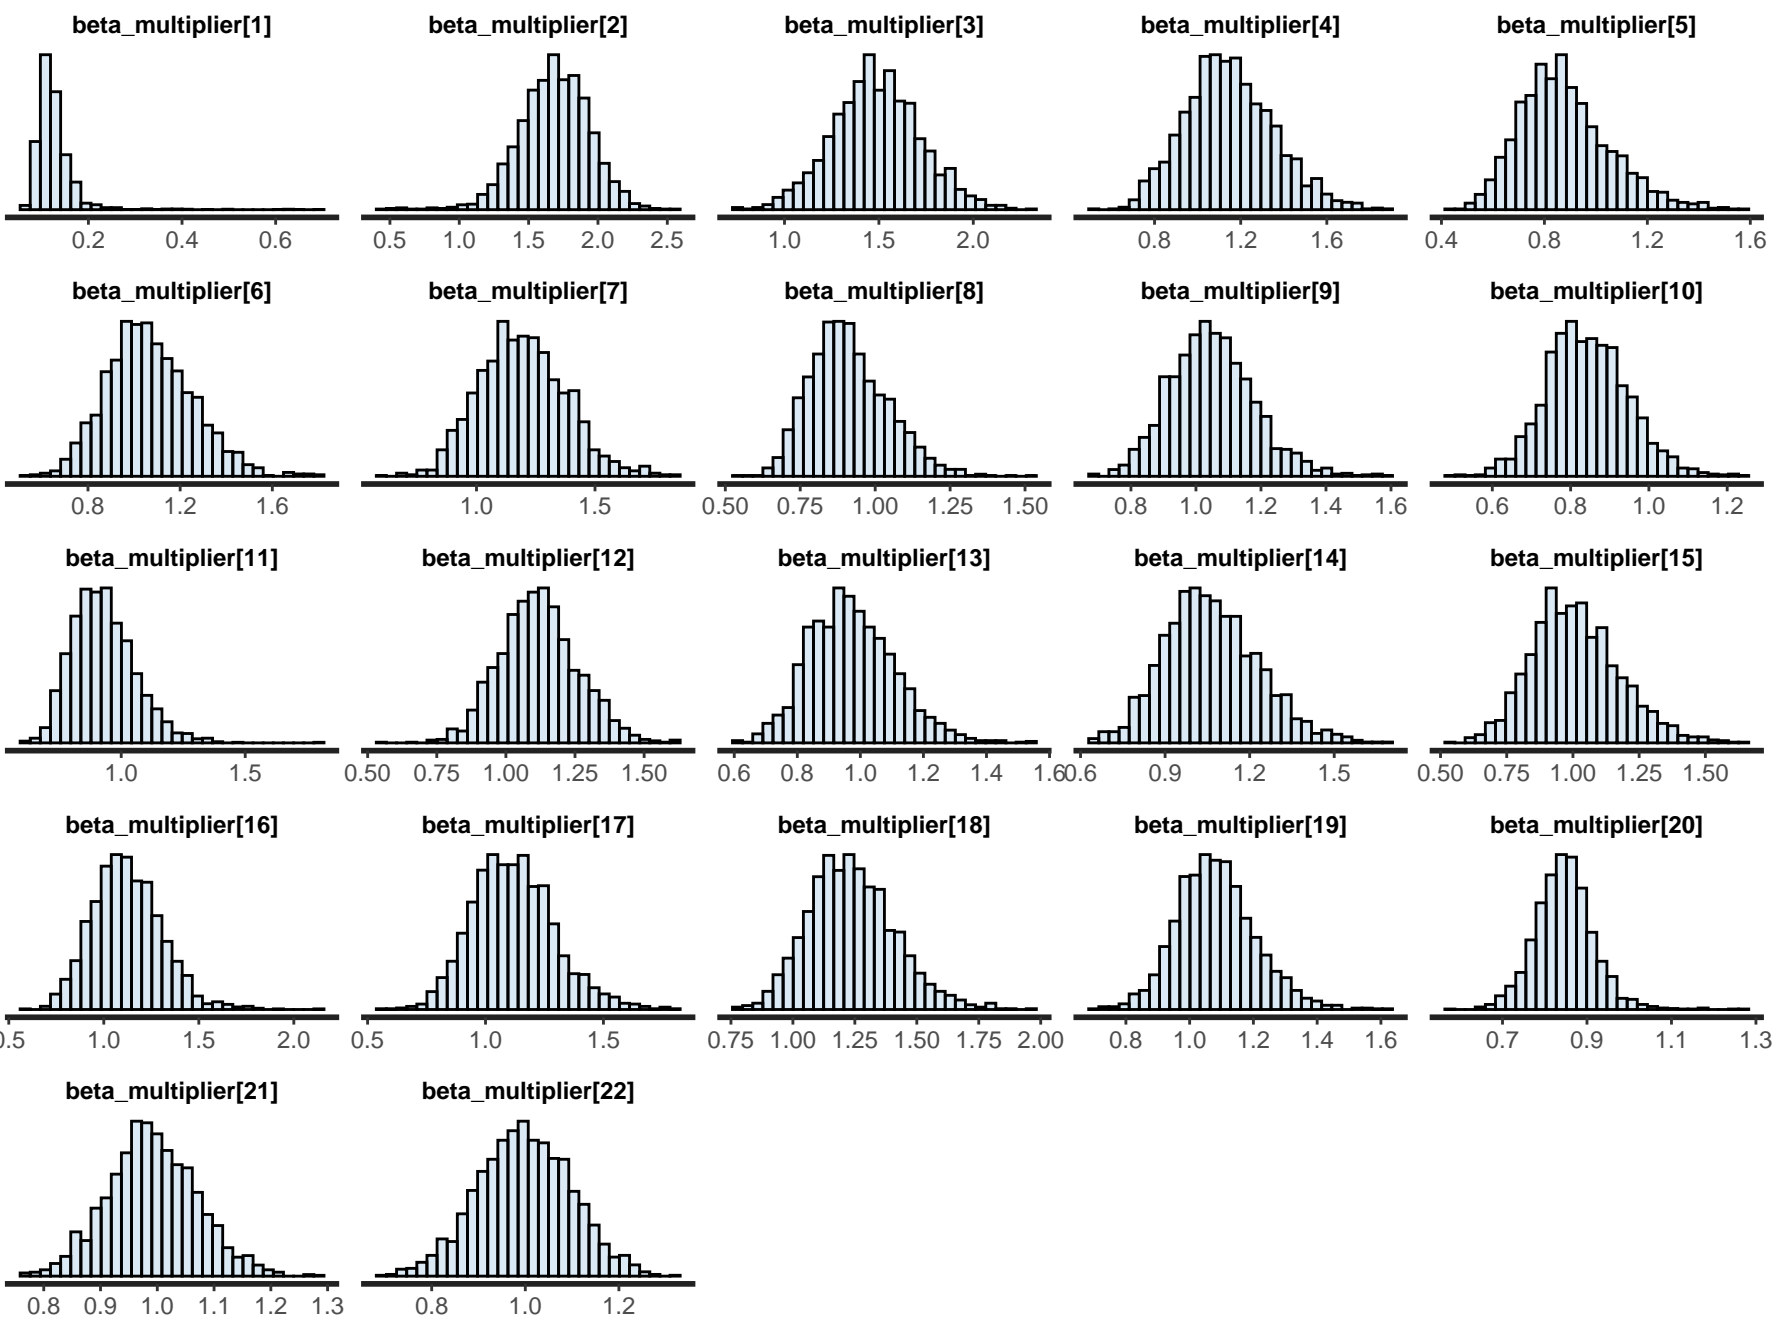 beta_multiplier[1] beta_multiplier[2] beta_multiplier[3] beta_multiplier[4] beta_multiplier[5]
0.2 0.4 0.6 0.5 1.0 1.5 2.0 2.5 1.0 1.5 2.0 0.8 1.2 1.6 0.4 0.8 1.2 1.6
beta_multiplier[6] beta_multiplier[7] beta_multiplier[8] beta_multiplier[9] beta_multiplier[10]
0.8 1.2 1.6 1.0 1.5 0.50 0.75 1.00 1.25 1.50 0.8 1.0 1.2 1.4 1.6 0.6 0.8 1.0 1.2
beta_multiplier[11] beta_multiplier[12] beta_multiplier[13] beta_multiplier[14] beta_multiplier[15]
1.0 1.5 0.50 0.75 1.00 1.25 1.50 0.6 0.8 1.0 1.2 1.4 1.6 0.6 0.9 1.2 1.5 0.50 0.75 1.00 1.25 1.50
beta_multiplier[16] beta_multiplier[17] beta_multiplier[18] beta_multiplier[19] beta_multiplier[20]
0.5 1.0 1.5 2.0 0.5 1.0 1.5 0.75 1.00 1.25 1.50 1.75 2.00 0.8 1.0 1.2 1.4 1.6 0.7 0.9 1.1 1.3
beta_multiplier[21] beta_multiplier[22]
0.8 0.9 1.0 1.1 1.2 1.3 0.8 1.0 1.2